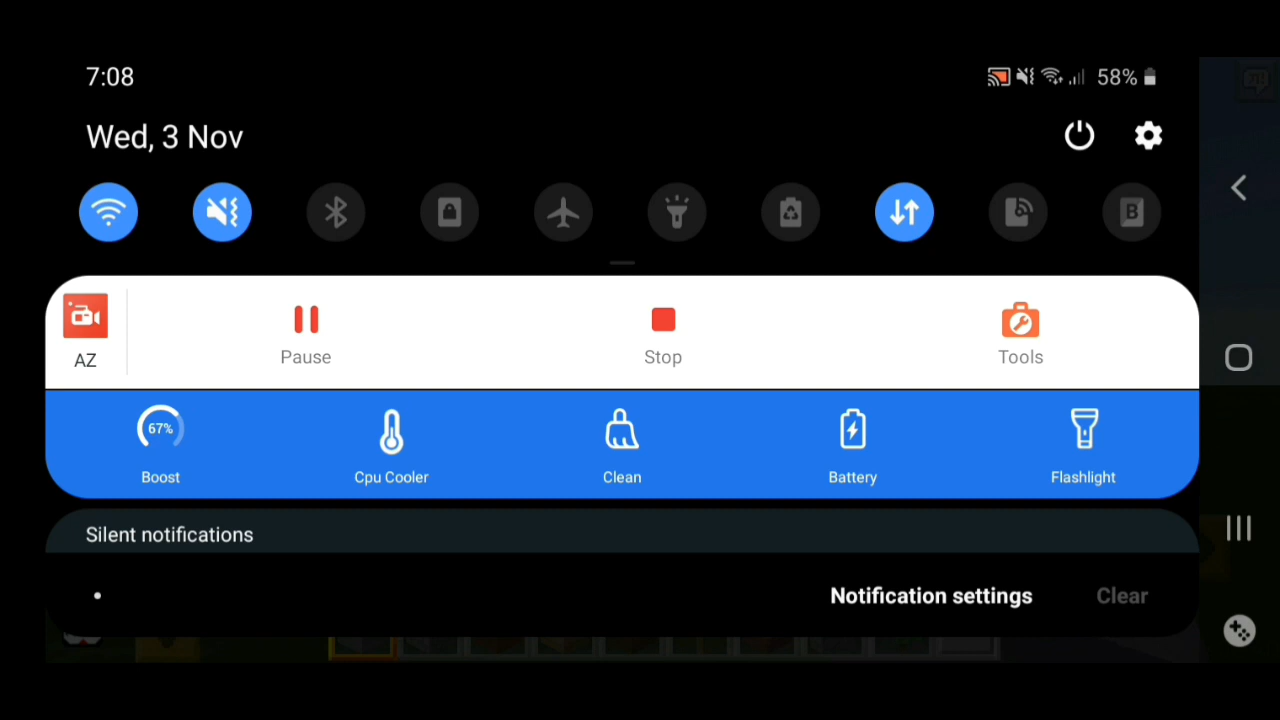 7:08
58%
Wed, 3 Nov
B
AZ
Pause
Stop
Tools
67%
Boost
Cpu Cooler
Clean
Battery
Flashlight
Silent notifications
Notification settings
Clear